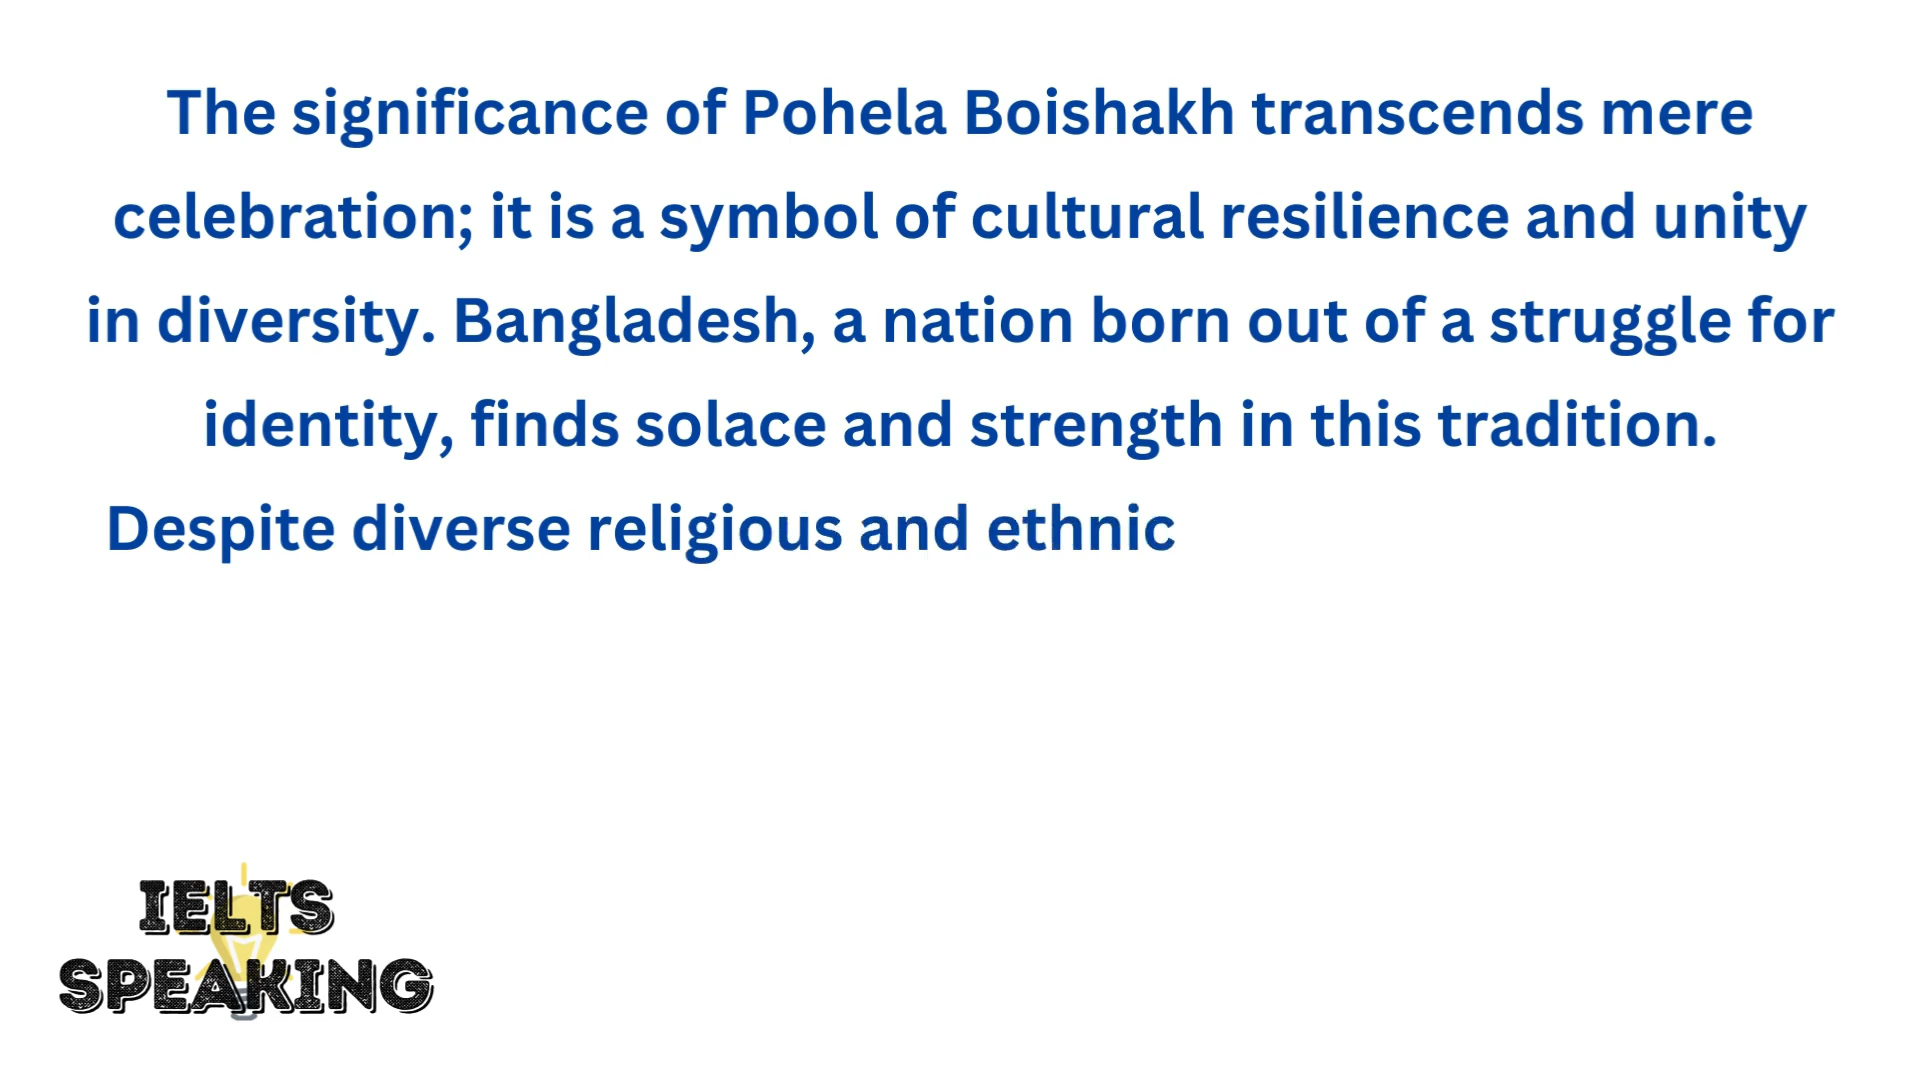 The significance of Pohela Boishakh transcends mere
celebration; it is a symbol of cultural resilience and unity
in diversity. Bangladesh, a nation born out of a struggle for
identity, finds solace and strength in this tradition.
Despite diverse religious and ethnic
IELTS
SPEAKING